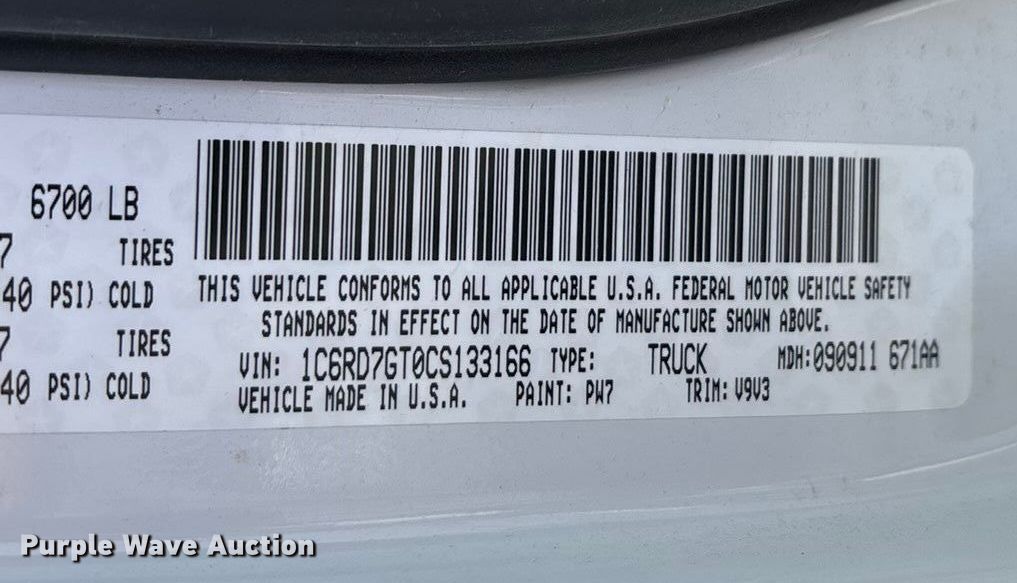 6700 LB
7 TIRES
40 PSI) COLD
7 TIRES
40 PSI) COLD
THIS VEHICLE CONFORMS TO ALL APPLICABLE U.S.A. FEDERAL MOTOR VEHICLE SAFETY
STANDARDS IN EFFECT ON THE DATE OF MANUFACTURE SHOWN ABOVE.
VIN: 1C6RD7GT0CS133166 TYPE: TRUCK MDH:090911 671AA
VEHICLE MADE IN U.S.A. PAINT: PW7 TRIM: V9V3
Purple Wave Auction